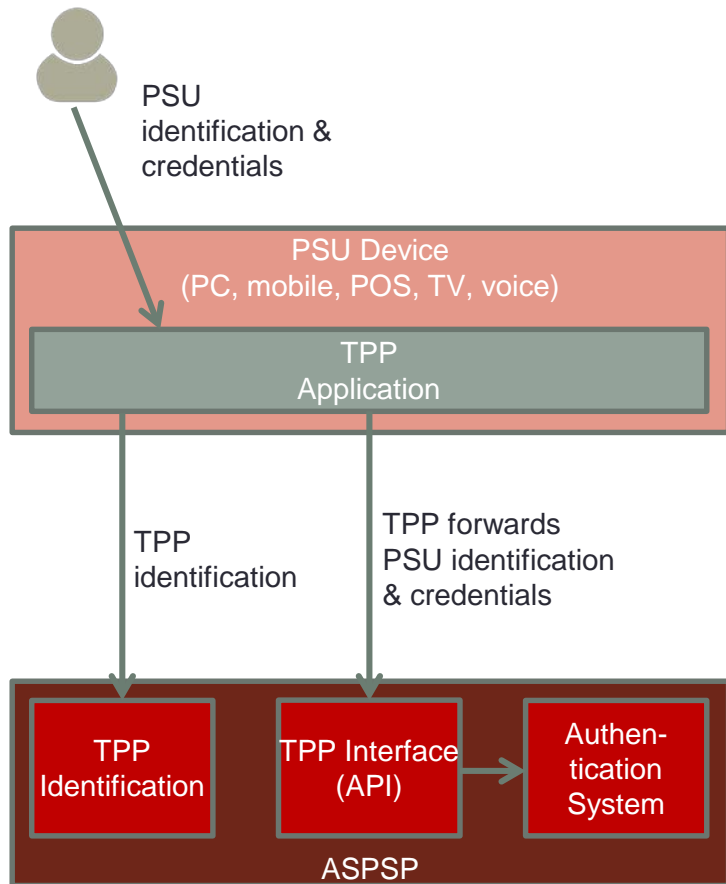 PSU
identification &
credentials
PSU Device
(PC, mobile, POS, TV, voice)
TPP
Application
TPP
identification
TPP forwards
PSU identification
& credentials
TPP
Identification
TPP Interface
(API)
Authen-
tication
System
ASPSP